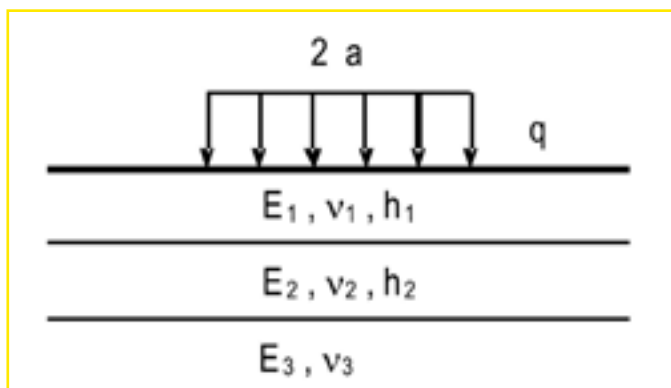 2 a
q
E₁ , ν₁ , h₁
E₂ , ν₂ , h₂
E₃ , ν₃